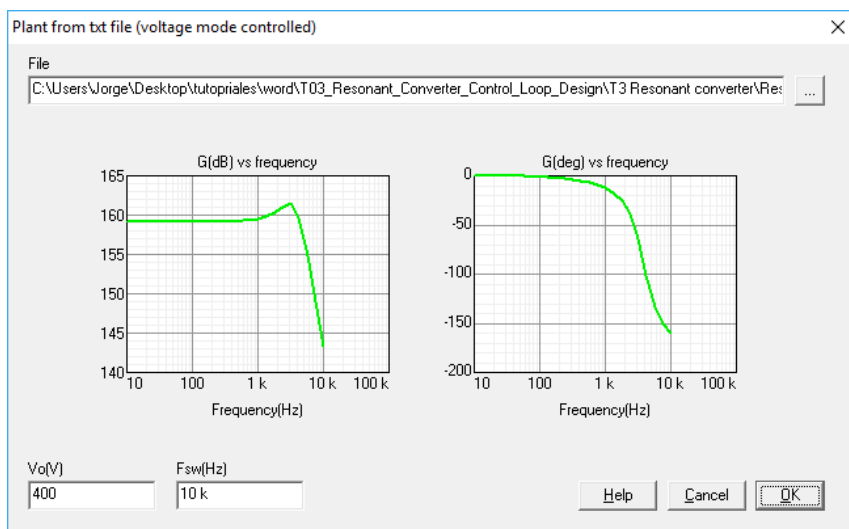 Plant from txt file (voltage mode controlled)
File
C:\Users\Jorge\Desktop\tutopriales\word\T03_Resonant_Converter_Control_Loop_Design\T3 Resonant converter\Res
...
G(dB) vs frequency
165
160
155
150
145
140
10 100 1 k 10 k 100 k
Frequency(Hz)
G(deg) vs frequency
0
-50
-100
-150
-200
10 100 1 k 10 k 100 k
Frequency(Hz)
Vo(V) Fsw(Hz)
400 10 k
Help Cancel OK